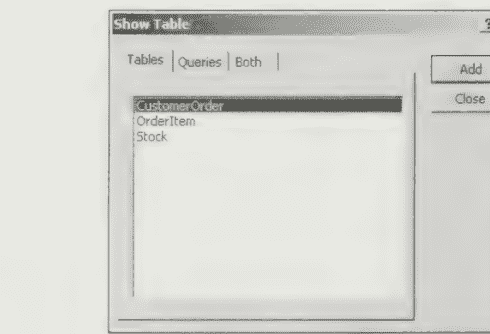 Show Table
?
Tables Queries Both
Add
Close
CustomerOrder
OrderItem
Stock